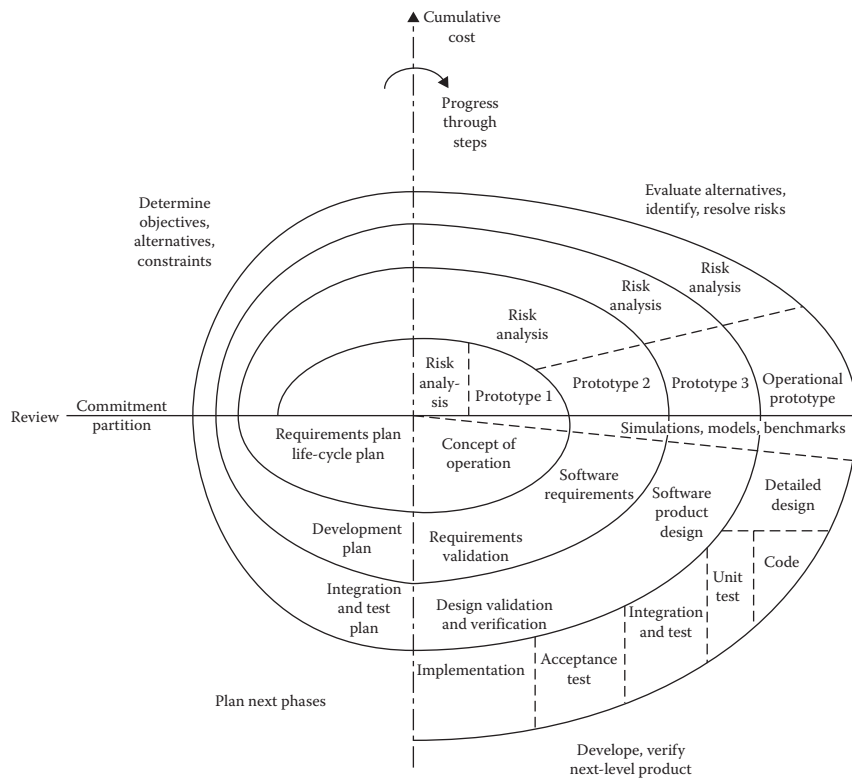 Cumulative
cost
Progress
through
steps
Determine
objectives,
alternatives,
constraints
Evaluate alternatives,
identify, resolve risks
Risk
analysis
Risk
analysis
Risk
analysis
Risk
analy-
sis
Prototype 1
Prototype 2
Prototype 3
Operational
prototype
Review
Commitment
partition
Simulations, models, benchmarks
Requirements plan
life-cycle plan
Concept of
operation
Software
requirements
Software
product
design
Detailed
design
Development
plan
Requirements
validation
Code
Unit
test
Integration
and test
plan
Design validation
and verification
Integration
and test
Implementation
Acceptance
test
Plan next phases
Develope, verify
next-level product